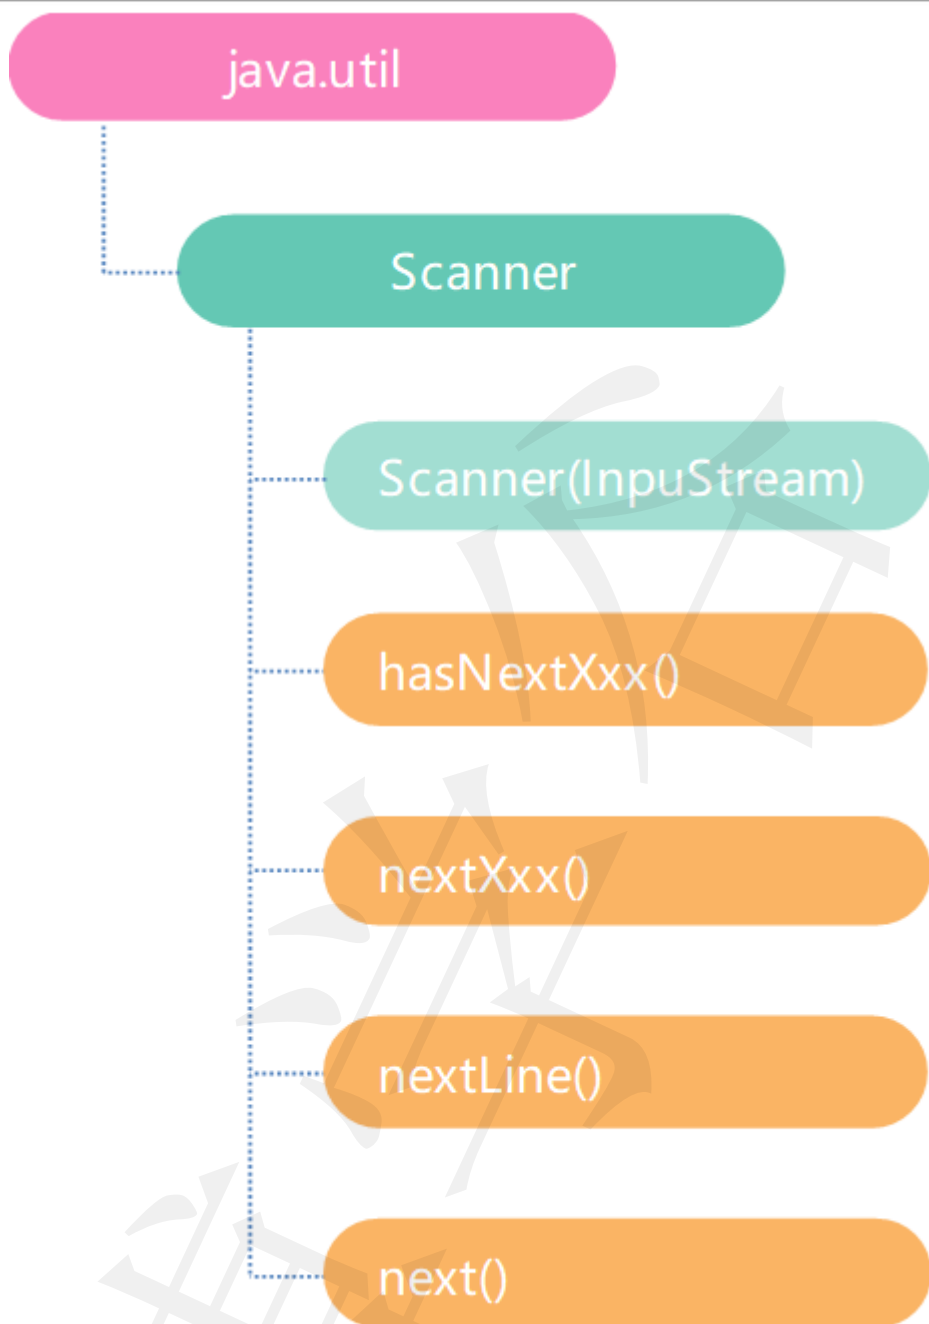 java.util
Scanner
Scanner(InpuStream)
hasNextXxx()
nextXxx()
nextLine()
next()